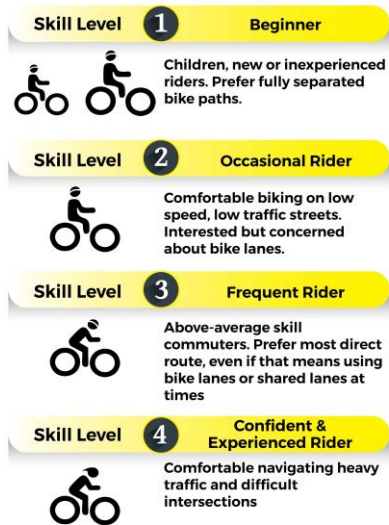 Skill Level 1 Beginner
Children, new or inexperienced
riders. Prefer fully separated
bike paths.
Skill Level 2 Occasional Rider
Comfortable biking on low
speed, low traffic streets.
Interested but concerned
about bike lanes.
Skill Level 3 Frequent Rider
Above-average skill
commuters. Prefer most direct
route, even if that means using
bike lanes or shared lanes at
times
Skill Level 4 Confident &
Experienced Rider
Comfortable navigating heavy
traffic and difficult
intersections